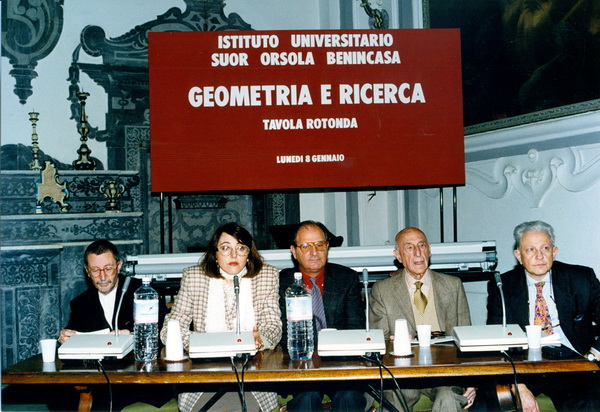 ISTITUTO UNIVERSITARIO
SUOR ORSOLA BENINCASA
GEOMETRIA E RICERCA
TAVOLA ROTONDA
LUNEDI 8 GENNAIO